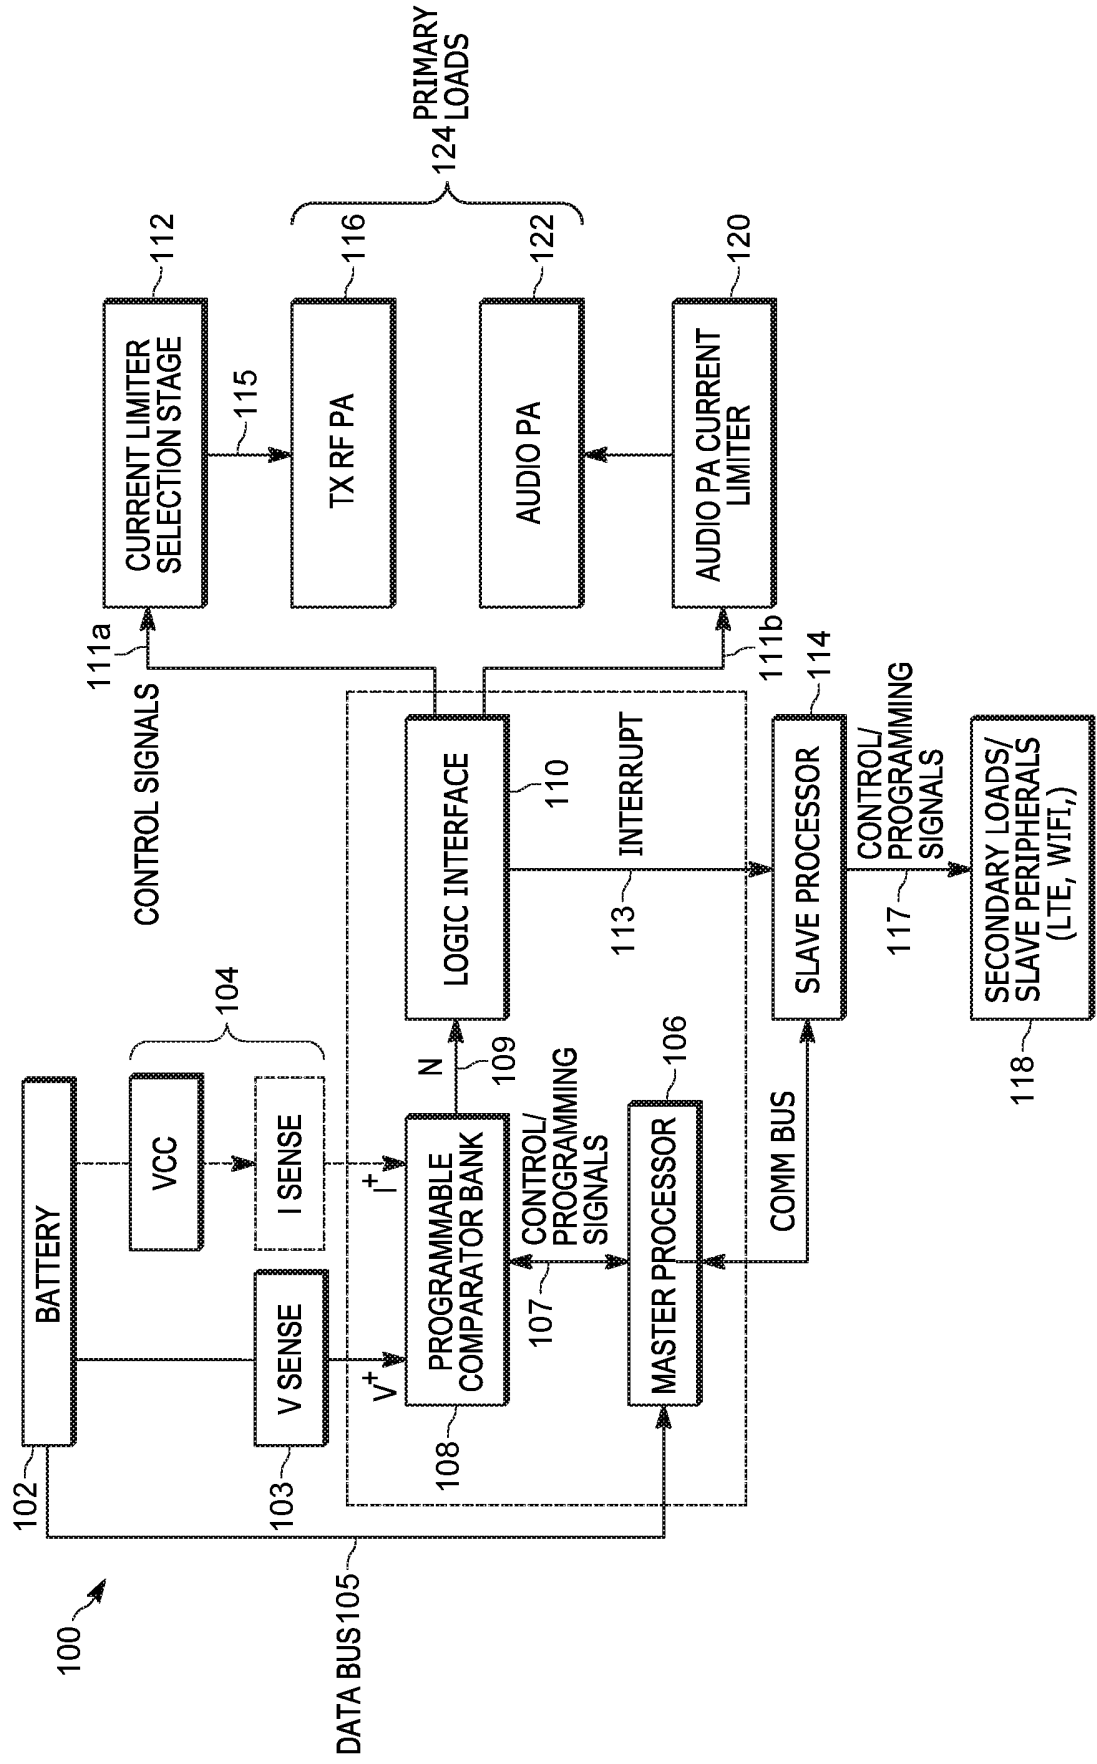 100
102
BATTERY
DATA BUS105
103
V SENSE
VCC
I SENSE
104
V+
I+
108
PROGRAMMABLE
COMPARATOR BANK
N
109
LOGIC INTERFACE
110
107
CONTROL/
PROGRAMMING
SIGNALS
MASTER PROCESSOR
106
113
INTERRUPT
COMM BUS
SLAVE PROCESSOR
114
117
CONTROL/
PROGRAMMING
SIGNALS
118
SECONDARY LOADS/
SLAVE PERIPHERALS
(LTE, WIFI,)
CONTROL SIGNALS
111a
CURRENT LIMITER
SELECTION STAGE
112
115
TX RF PA
116
AUDIO PA
122
111b
AUDIO PA CURRENT
LIMITER
120
124
PRIMARY
LOADS